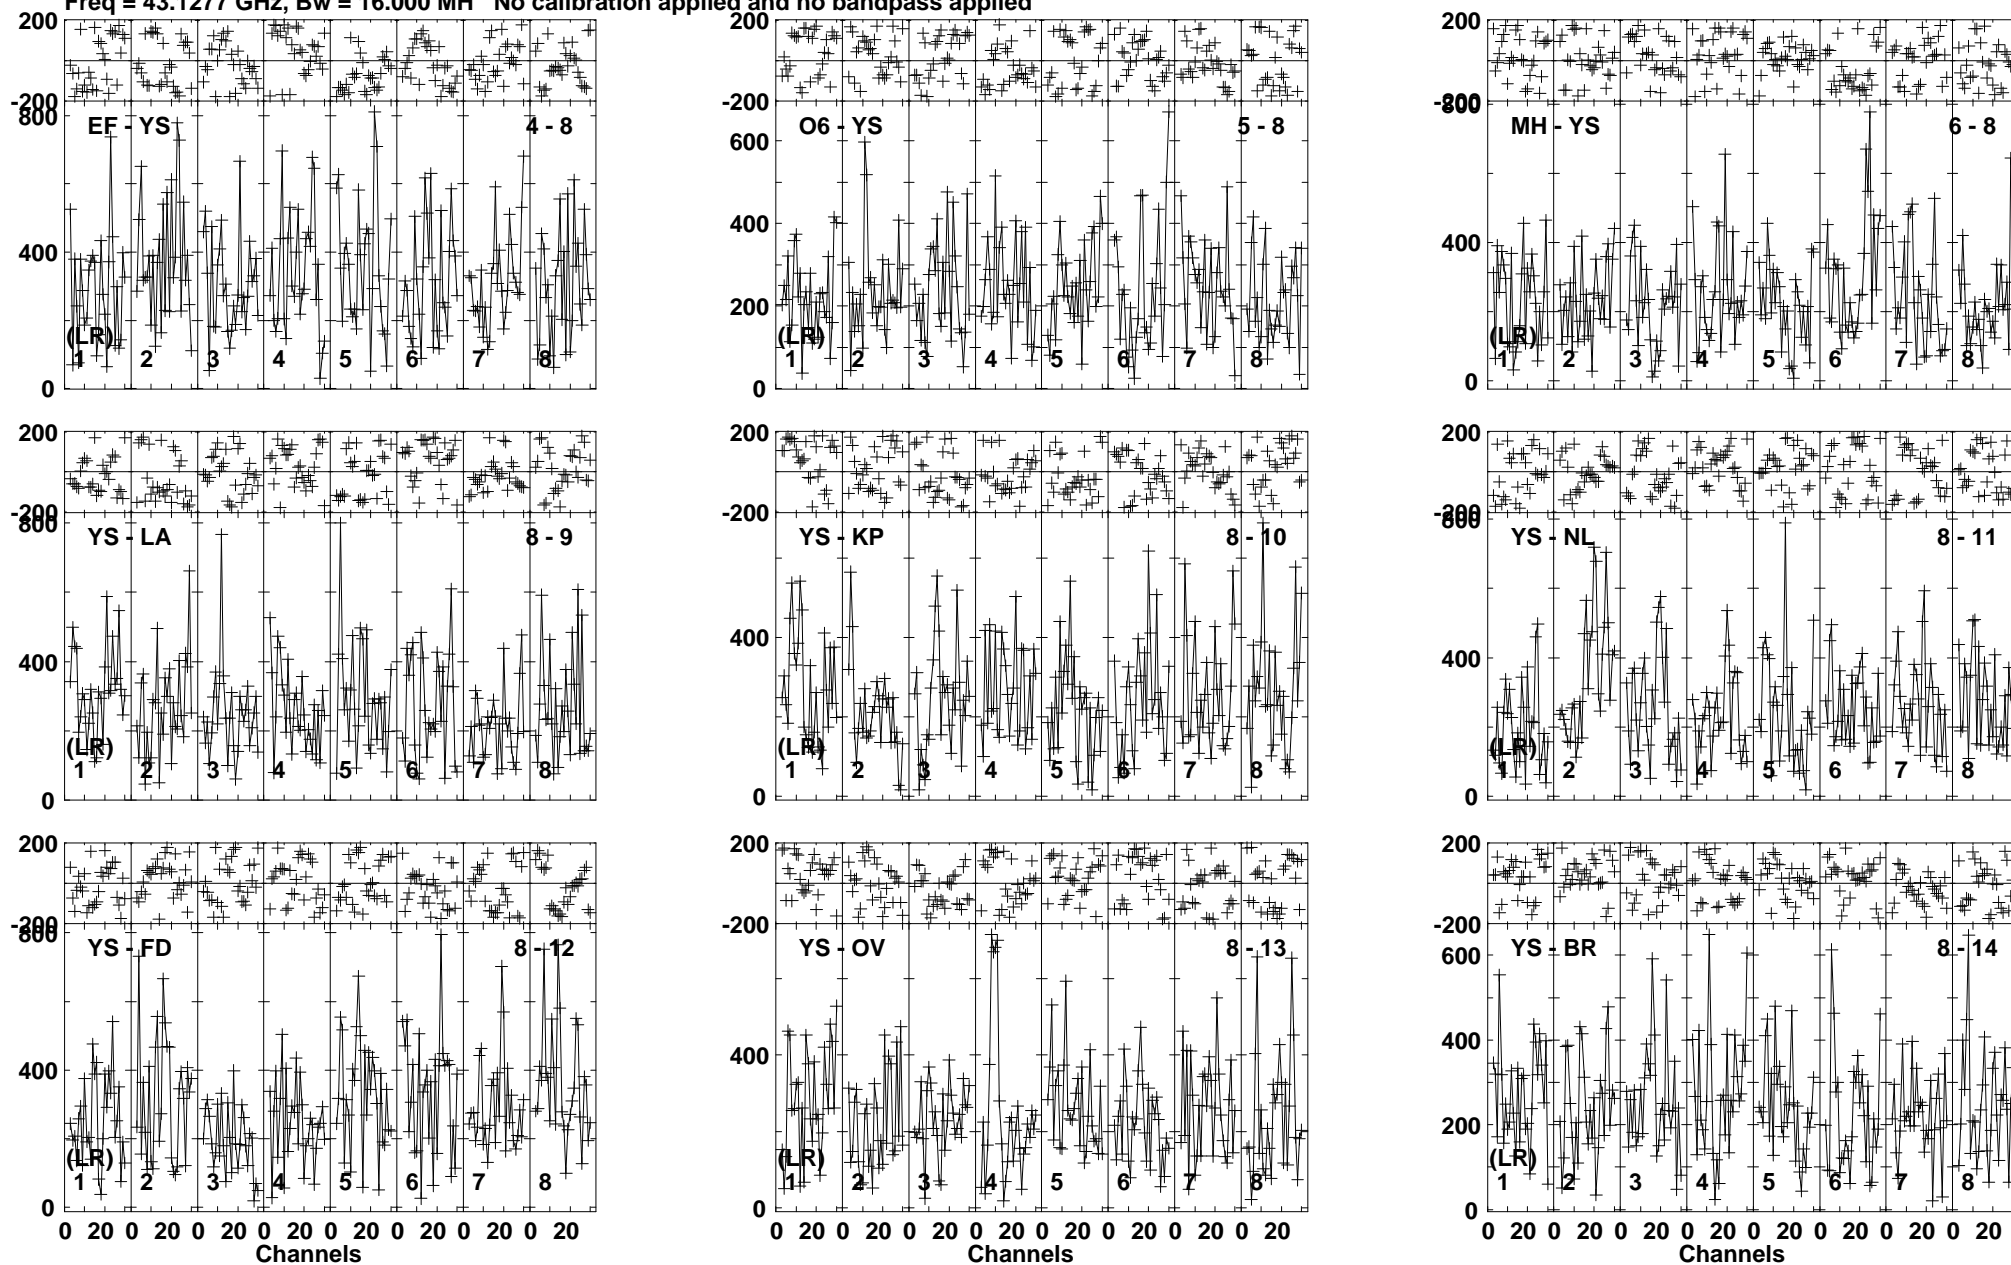 Freq = 43.1277 GHz, Bw = 16.000 MH No calibration applied and no bandpass applied
200 200 200
-200 -200 -200
800 800
EF - YS 4 - 8 O6 - YS 5 - 8 MH - YS 6 - 8
600
400 400 400
200
(LR) (LR) (LR)
1 2 3 4 5 6 7 8 1 2 3 4 5 6 7 8 1 2 3 4 5 6 7 8
0 0 0
200 200 200
-200 -200 -200
800 800
YS - LA 8 - 9 YS - KP 8 - 10 YS - NL 8 - 11
400 400 400
(LR) (LR) (LR)
1 2 3 4 5 6 7 8 1 2 3 4 5 6 7 8 1 2 3 4 5 6 7 8
0 0 0
200 200 200
-200 -200 -200
800
YS - FD 8 - 12 YS - OV 8 - 13 YS - BR 8 - 14
600
400 400 400
200
(LR) (LR) (LR)
1 2 3 4 5 6 7 8 1 2 3 4 5 6 7 8 1 2 3 4 5 6 7 8
0 0 0
0 20 0 20 0 20 0 20 0 20 0 20 0 20 0 20 0 20 0 20 0 20 0 20 0 20 0 20 0 20 0 20 0 20 0 20 0 20 0 20 0 20 0 20 0 20 0 20
Channels Channels Channels